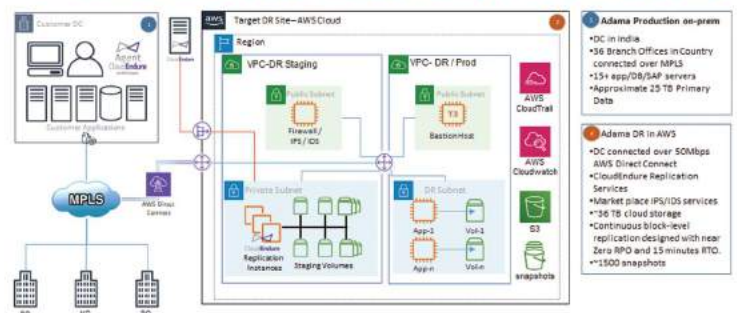 Customer DC
1
Agent
CloudEndure
Customer Applications
CloudEndure
MPLS
AWS Direct
Connect
aws
Target DR Site – AWS Cloud
2
Region
VPC-DR Staging
Public Subnet
Firewall /
IPS / IDS
Private Subnet
CloudEndure
Replication
Instances
Staging Volumes
VPC- DR / Prod
Public Subnet
T3
Bastion Host
DR Subnet
App-1
Vol-1
App-n
Vol-n
AWS
CloudTrail
AWS
Cloudwatch
S3
snapshots
1
Adama Production on-prem
•DC in India
•36 Branch Offices in Country
connected over MPLS
•15+ app/DB/SAP servers
•Approximate 25 TB Primary
Data
2
Adama DR in AWS
•DC connected over 50Mbps
AWS Direct Connect
•CloudEndure Replication
Services
•Market place IPS/IDS services
•~36 TB cloud storage
•Continuous block-level
replication designed with near
Zero RPO and 15 minutes RTO.
•~1500 snapshots